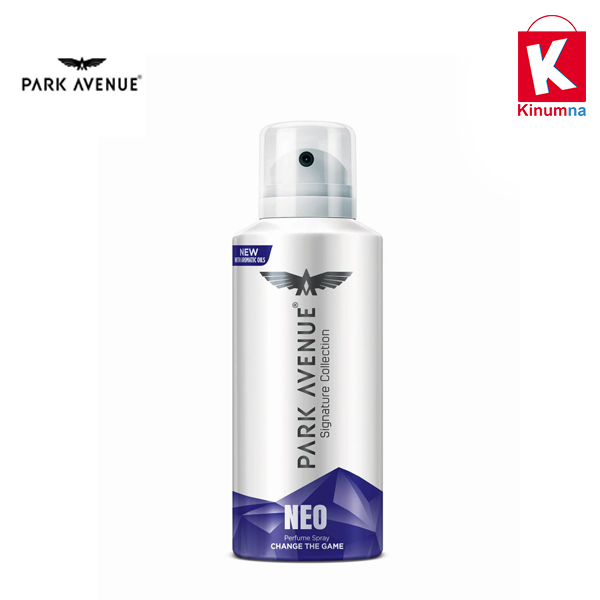 PARK AVENUE®
K
Kinumna
NEW
WITH AROMATIC OILS
PARK AVENUE®
Signature Collection
NEO
Perfume Spray
CHANGE THE GAME